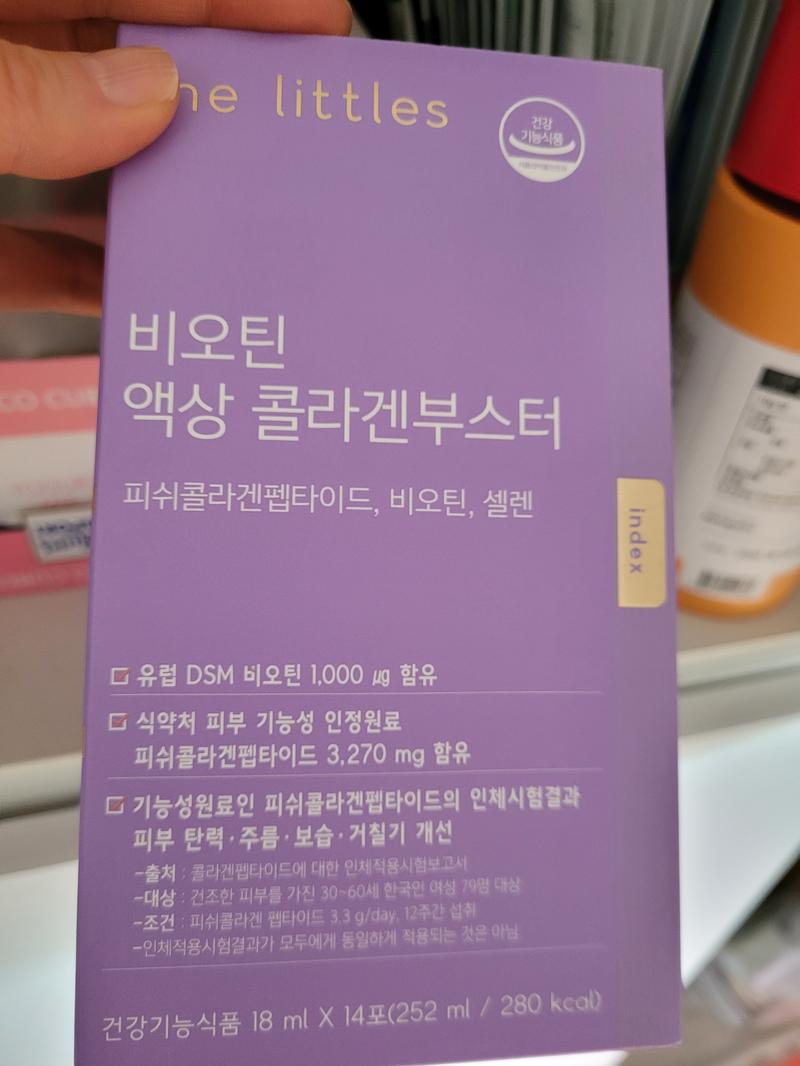 he littles
건강
기능식품
비오틴
액상 콜라겐부스터
피쉬콜라겐펩타이드, 비오틴, 셀렌
index
유럽 DSM 비오틴 1,000 ㎍ 함유
식약처 피부 기능성 인정원료
피쉬콜라겐펩타이드 3,270 mg 함유
기능성원료인 피쉬콜라겐펩타이드의 인체시험결과
피부 탄력·주름·보습·거칠기 개선
-출처 : 콜라겐펩타이드에 대한 인체적용시험보고서
-대상 : 건조한 피부를 가진 30~60세 한국인 여성 79명 대상
-조건 : 피쉬콜라겐 펩타이드 3.3 g/day, 12주간 섭취
-인체적용시험결과가 모두에게 동일하게 적용되는 것은 아님
건강기능식품 18 ml X 14포(252 ml / 280 kcal)